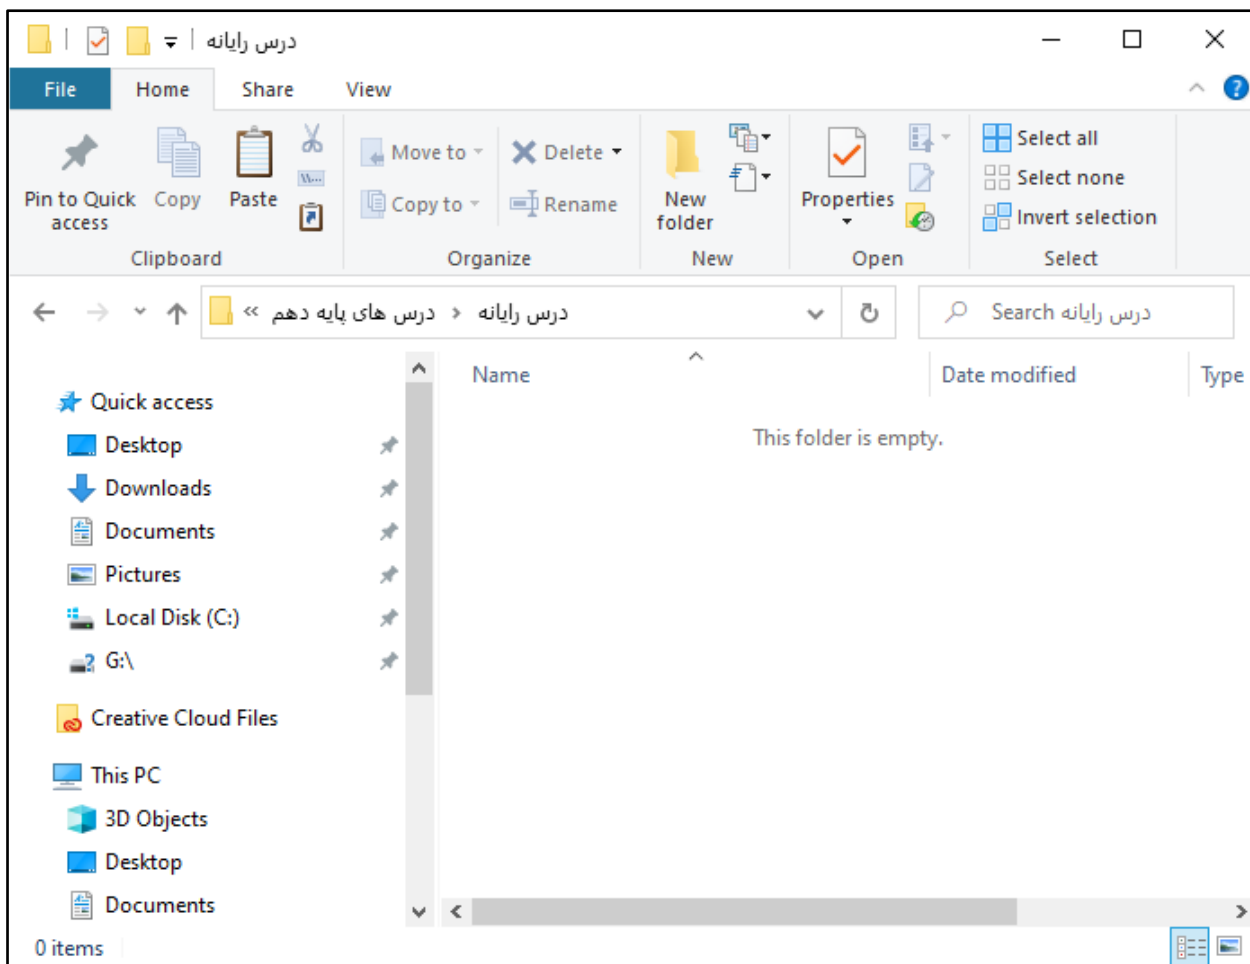 درس رایانه
File Home Share View
Pin to Quick access
Copy
Paste
Move to
Copy to
Delete
Rename
New folder
Properties
Select all
Select none
Invert selection
Clipboard Organize New Open Select
« درس های پایه دهم › درس رایانه
Search درس رایانه
Name Date modified Type
This folder is empty.
Quick access
Desktop
Downloads
Documents
Pictures
Local Disk (C:)
G:\
Creative Cloud Files
This PC
3D Objects
Desktop
Documents
0 items